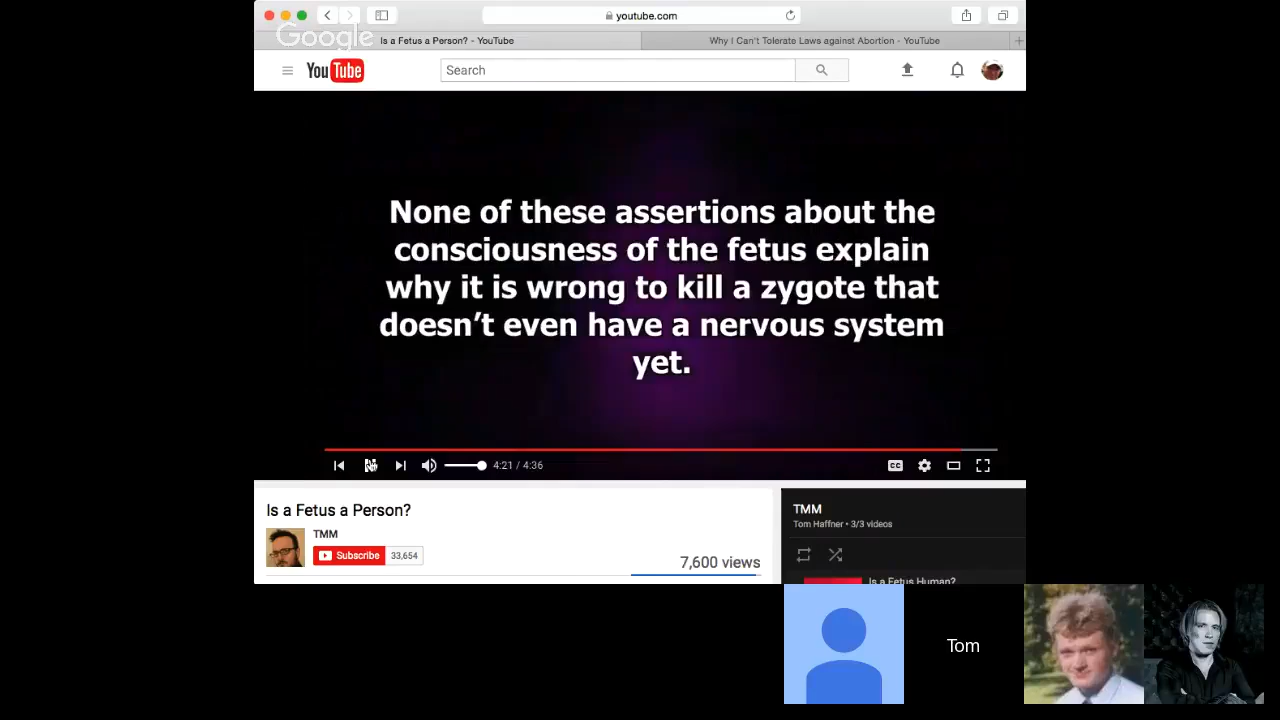 youtube.com
Google
Is a Fetus a Person? - YouTube
Why I Can't Tolerate Laws against Abortion - YouTube
YouTube
Search
None of these assertions about the
consciousness of the fetus explain
why it is wrong to kill a zygote that
doesn't even have a nervous system
yet.
4:21 / 4:36
CC
Is a Fetus a Person?
TMM
Subscribe 33,654
7,600 views
TMM
Tom Haffner • 3/3 videos
Is a Fetus Human?
Tom